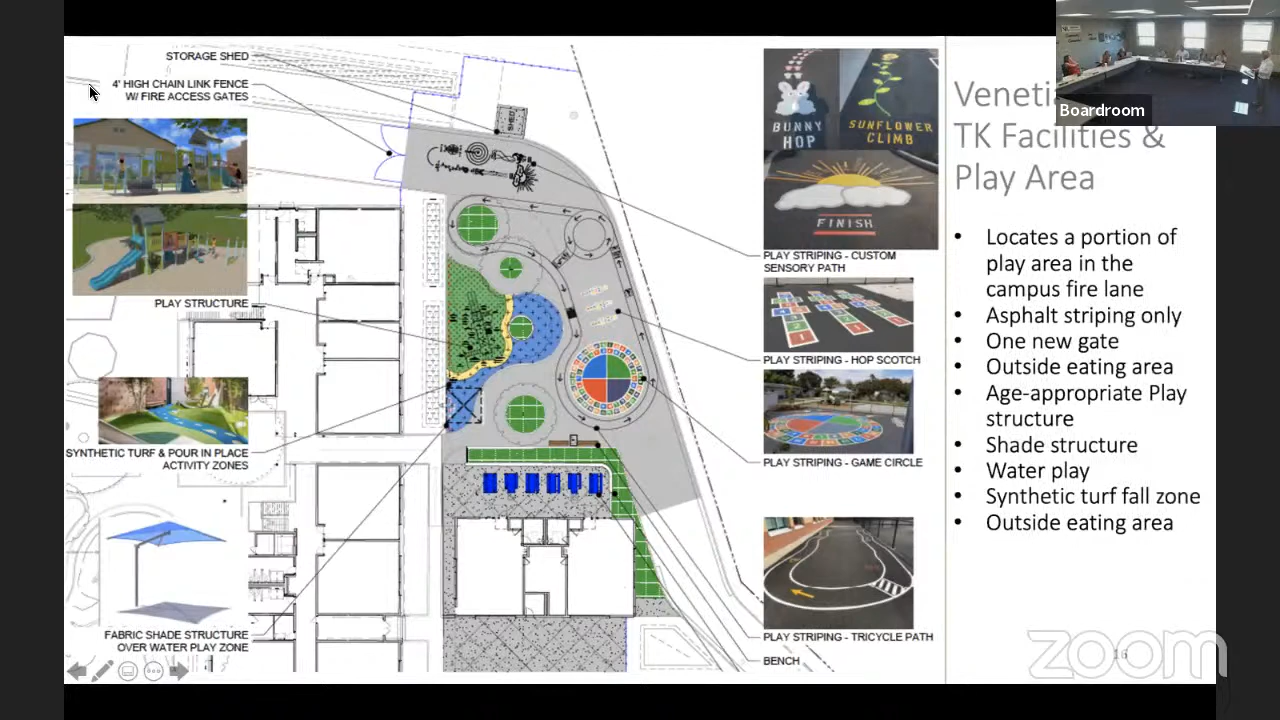 STORAGE SHED
4' HIGH CHAIN LINK FENCE
W/ FIRE ACCESS GATES
PLAY STRUCTURE
SYNTHETIC TURF & POUR IN PLACE
ACTIVITY ZONES
FABRIC SHADE STRUCTURE
OVER WATER PLAY ZONE
BUNNY
HOP
SUNFLOWER
CLIMB
FINISH
PLAY STRIPING - CUSTOM
SENSORY PATH
PLAY STRIPING - HOP SCOTCH
PLAY STRIPING - GAME CIRCLE
PLAY STRIPING - TRICYCLE PATH
BENCH
Boardroom
TK Facilities &
Play Area
• Locates a portion of
play area in the
campus fire lane
• Asphalt striping only
• One new gate
• Outside eating area
• Age-appropriate Play
structure
• Shade structure
• Water play
• Synthetic turf fall zone
• Outside eating area
16
zoom